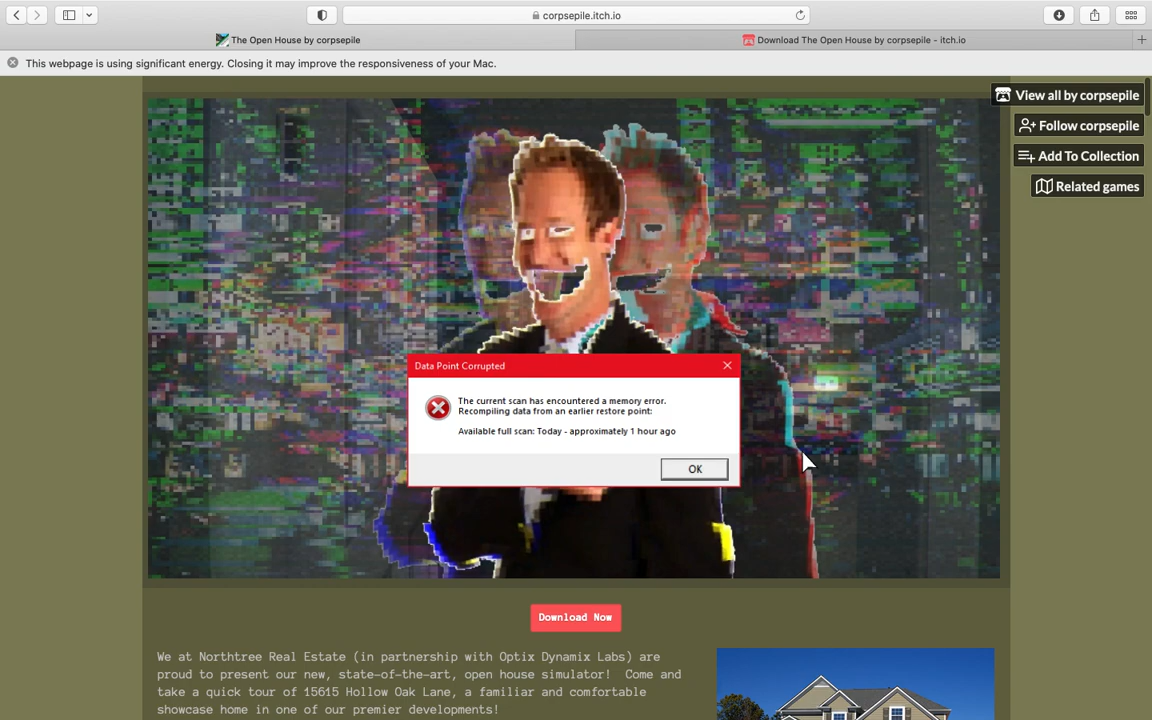 corpsepile.itch.io
The Open House by corpsepile
Download The Open House by corpsepile - itch.io
This webpage is using significant energy. Closing it may improve the responsiveness of your Mac.
View all by corpsepile
Follow corpsepile
Add To Collection
Related games
Data Point Corrupted
The current scan has encountered a memory error.
Recompiling data from an earlier restore point:
Available full scan: Today - approximately 1 hour ago
OK
Download Now
We at Northtree Real Estate (in partnership with Optix Dynamix Labs) are
proud to present our new, state-of-the-art, open house simulator! Come and
take a quick tour of 15615 Hollow Oak Lane, a familiar and comfortable
showcase home in one of our premier developments!